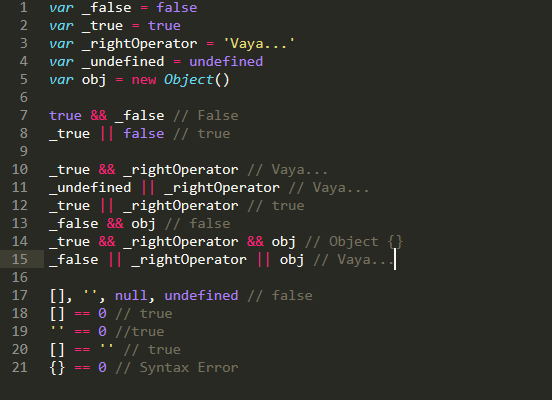 1 var _false = false
2 var _true = true
3 var _rightOperator = 'Vaya...'
4 var _undefined = undefined
5 var obj = new Object()
6
7 true && _false // False
8 _true || false // true
9
10 _true && _rightOperator // Vaya...
11 _undefined || _rightOperator // Vaya...
12 _true || _rightOperator // true
13 _false && obj // false
14 _true && _rightOperator && obj // Object {}
15 _false || _rightOperator || obj // Vaya...
16
17 [], '', null, undefined // false
18 [] == 0 // true
19 '' == 0 //true
20 [] == '' // true
21 {} == 0 // Syntax Error